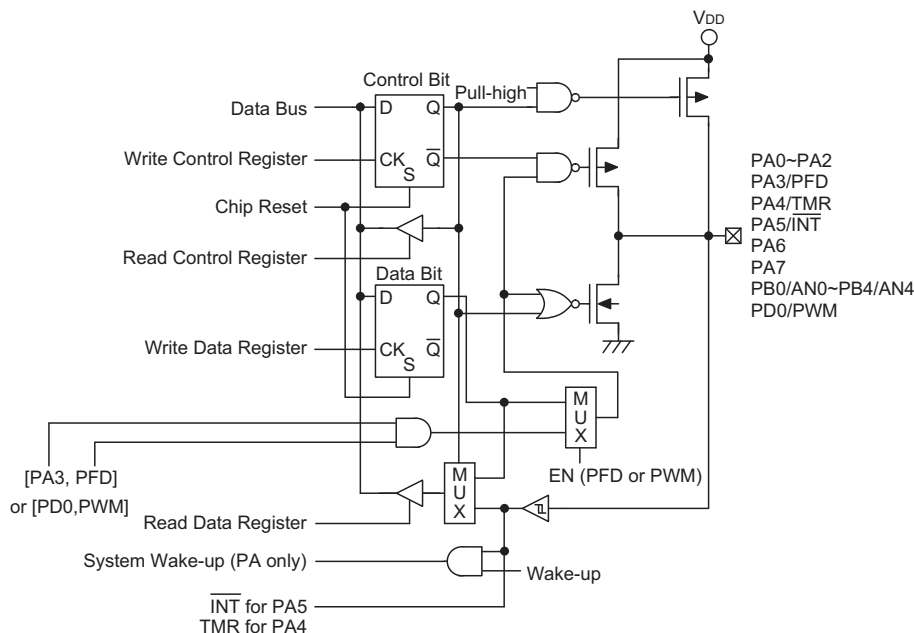 VDD
Control Bit
Pull-high
Data Bus
D
Q
Write Control Register
CK
Q
S
Chip Reset
Read Control Register
Data Bit
D
Q
Write Data Register
CK
Q
S
PA0~PA2
PA3/PFD
PA4/TMR
PA5/INT
PA6
PA7
PB0/AN0~PB4/AN4
PD0/PWM
M
U
X
[PA3, PFD]
or [PD0,PWM]
EN (PFD or PWM)
M
U
X
Read Data Register
System Wake-up (PA only)
Wake-up
INT for PA5
TMR for PA4